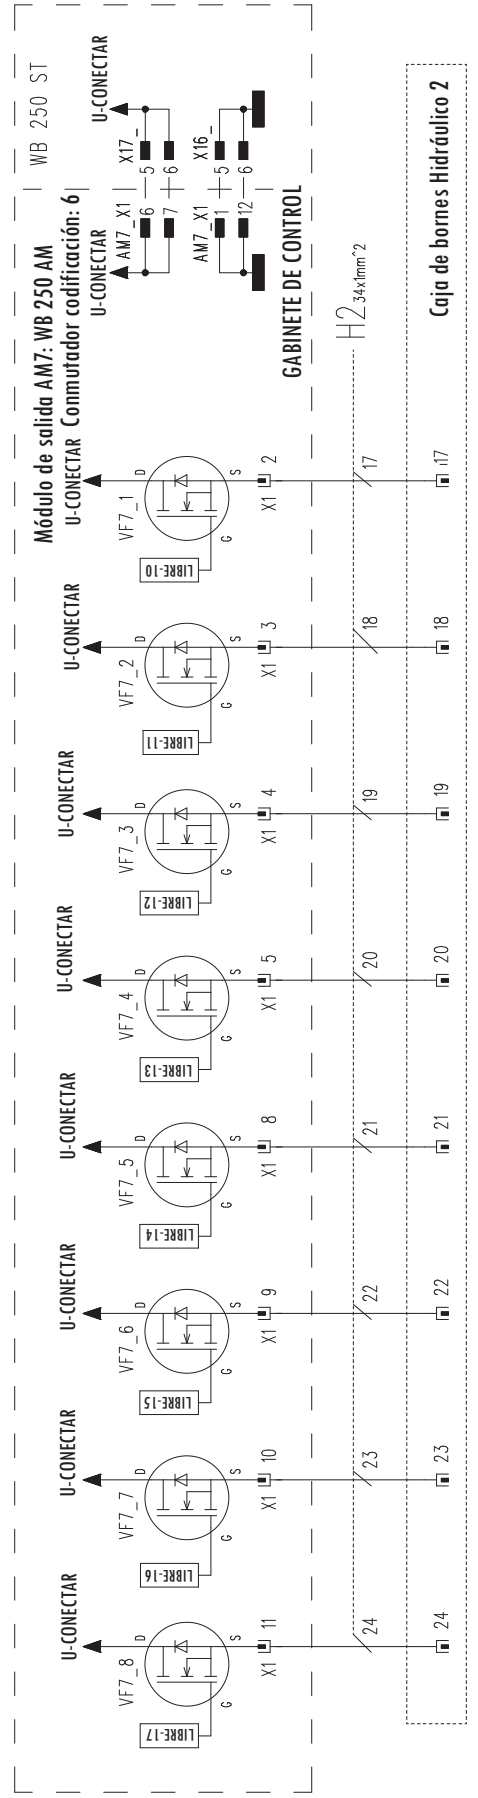 WB 250 ST
U-CONECTAR
X17_
5
6
X16_
5
6
Módulo de salida AM7: WB 250 AM
Conmutador codificación: 6
U-CONECTAR
AM7_X1
6
7
AM7_X1
1
12
GABINETE DE CONTROL
H2 34x1mm^2
Caja de bornes Hidráulico 2
U-CONECTAR
VF7_1
D
S
G
LIBRE-10
X1
2
17
i17
U-CONECTAR
VF7_2
D
S
G
LIBRE-11
X1
3
18
18
U-CONECTAR
VF7_3
D
S
G
LIBRE-12
X1
4
19
19
U-CONECTAR
VF7_4
D
S
G
LIBRE-13
X1
5
20
20
U-CONECTAR
VF7_5
D
S
G
LIBRE-14
X1
8
21
21
U-CONECTAR
VF7_6
D
S
G
LIBRE-15
X1
9
22
22
U-CONECTAR
VF7_7
D
S
G
LIBRE-16
X1
10
23
23
U-CONECTAR
VF7_8
D
S
G
LIBRE-17
X1
11
24
24